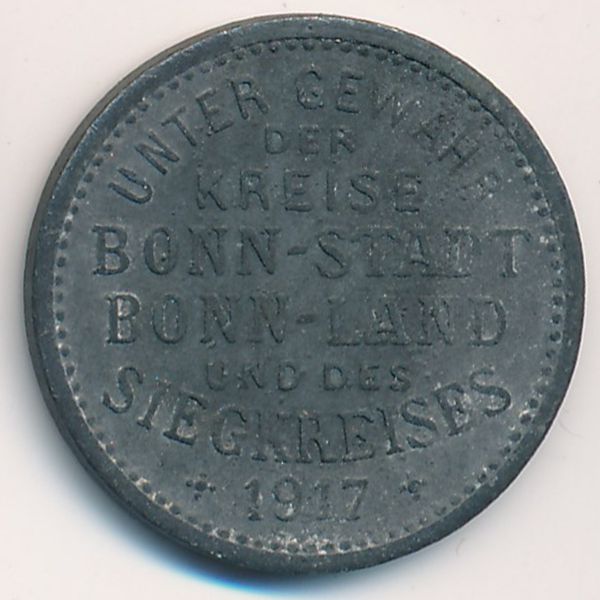 UNTER GEWÄHR
DER
KREISE
BONN-STADT
BONN-LAND
UND DES
SIEGKREISES
1917